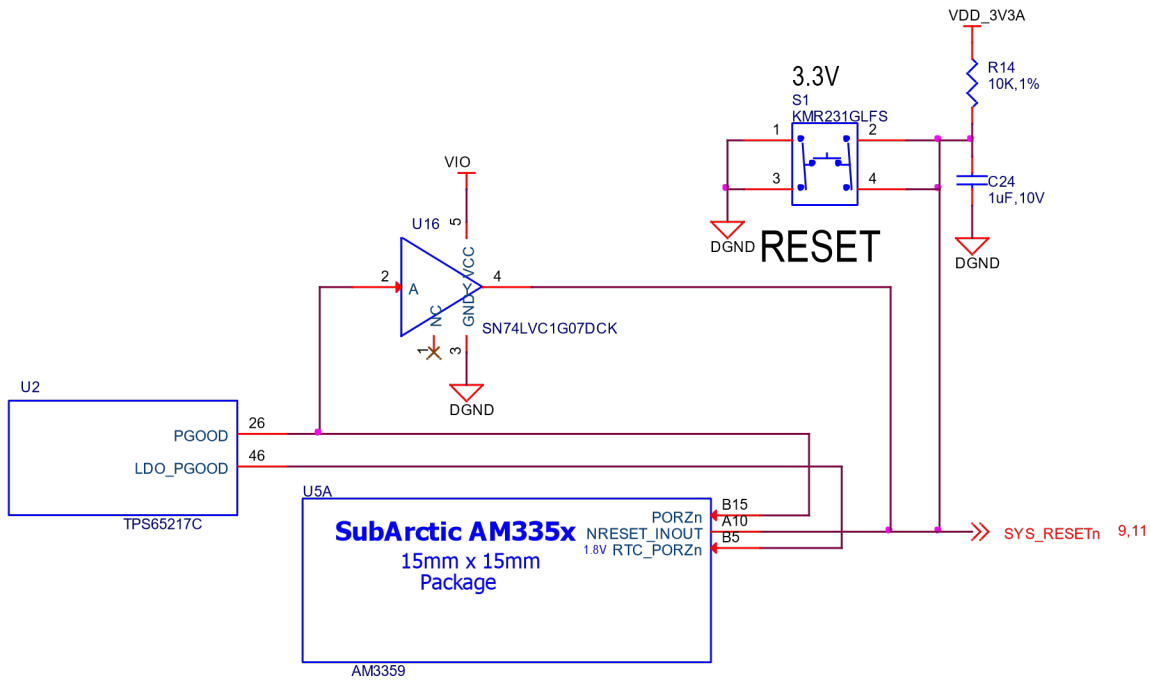 VDD_3V3A
R14
10K,1%
3.3V
S1
KMR231GLFS
1
2
3
4
C24
1uF,10V
DGND
RESET
DGND
VIO
U16
5
VCC
2
A
Y
4
NC
GND
SN74LVC1G07DCK
1
3
DGND
U2
PGOOD
26
LDO_PGOOD
46
TPS65217C
U5A
SubArctic AM335x
15mm x 15mm
Package
PORZn
B15
NRESET_INOUT
A10
1.8V RTC_PORZn
B5
SYS_RESETn 9,11
AM3359